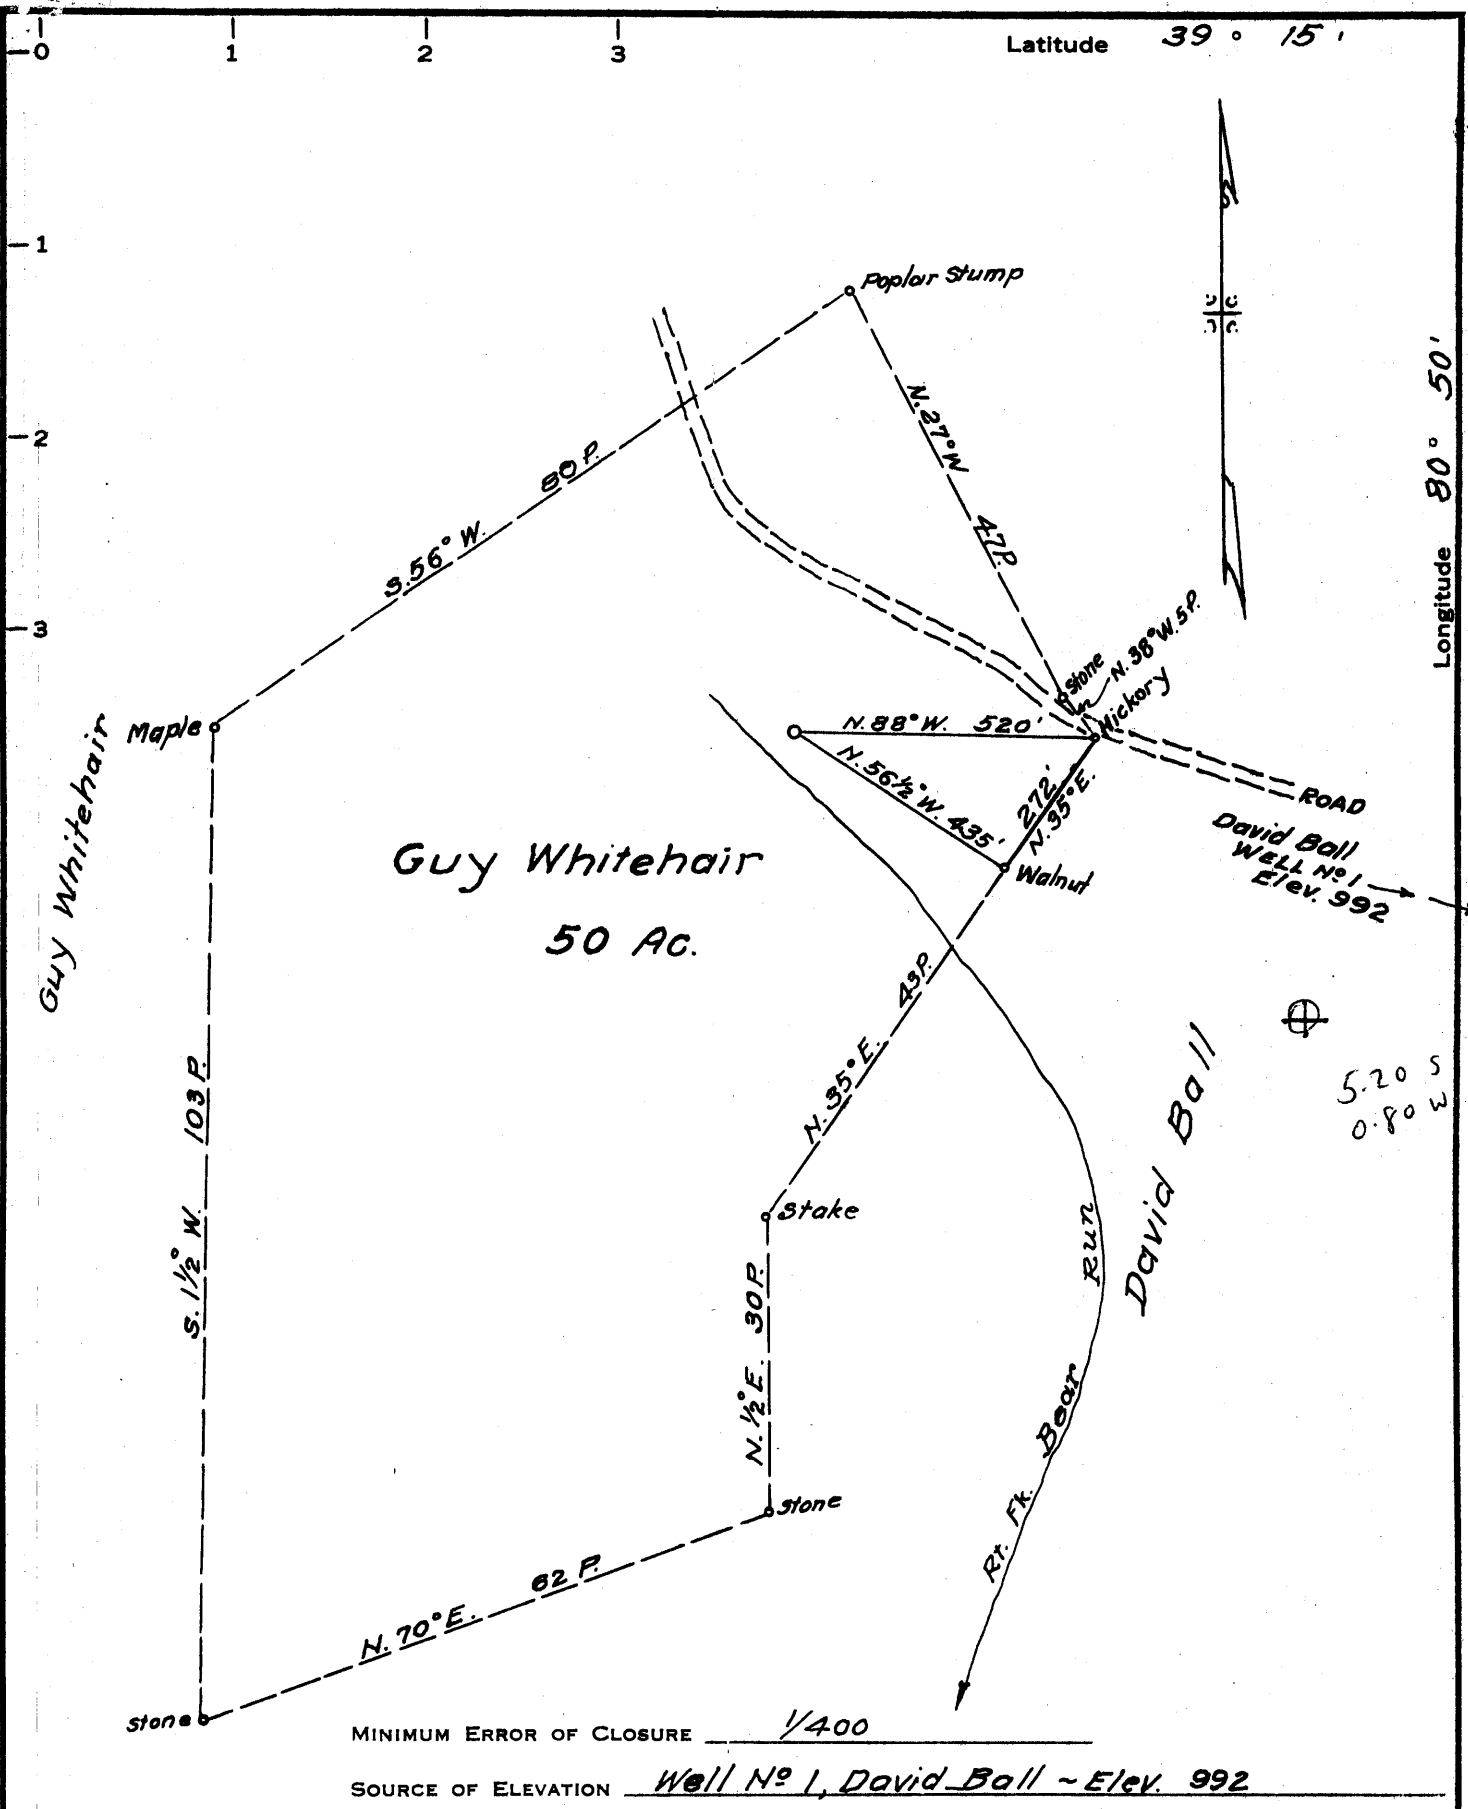 0 1 2 3
Latitude 39° 15'
1
2
3
Longitude 80° 50'
Poplar Stump
N. 27° W
47P.
S. 56° W. 80 P.
Stone
N. 38° W. 5P.
Hickory
Maple
N. 88° W. 520'
N. 56½° W. 435'
272'
N. 35° E.
ROAD
David Ball
WELL Nº 1
Elev. 992
Walnut
Guy Whitehair
Guy Whitehair
50 Ac.
N. 35° E. 43P.
5.20 S
0.80 W
David Ball
S. 1½° W. 103 P.
Stake
N. ½° E. 30 P.
Rt. Fk. Bear Run
Stone
N. 70° E. 62 P.
Stone
MINIMUM ERROR OF CLOSURE 1/400
SOURCE OF ELEVATION Well Nº 1, David Ball ~ Elev. 992